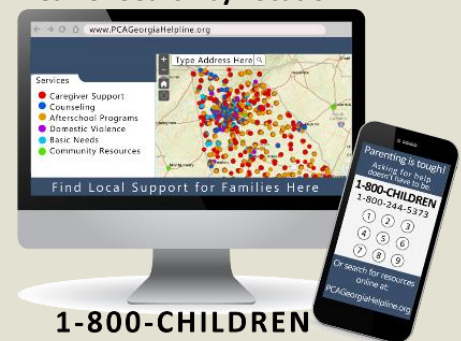 www.PCAGeorgiaHelpline.org
Type Address Here
Services
Caregiver Support
Counseling
Afterschool Programs
Domestic Violence
Basic Needs
Community Resources
Find Local Support for Families Here
Parenting is tough!
Asking for help
doesn't have to be.
1-800-CHILDREN
1-800-244-5373
1 2 3
4 5 6
7 8 9
Or search for resources
online at:
PCAGeorgiaHelpline.org
1-800-CHILDREN